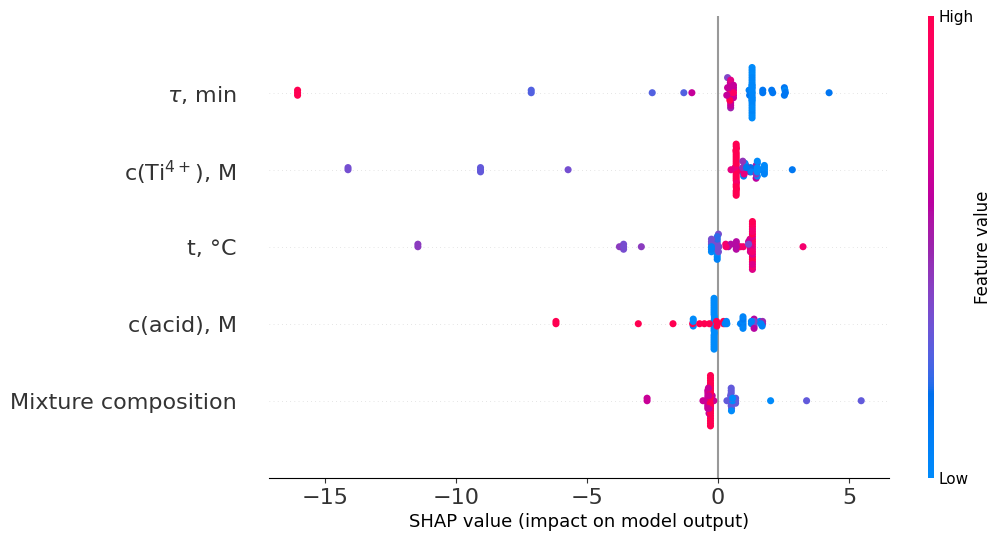 High
τ, min
c(Ti⁴⁺), M
t, °C
c(acid), M
Mixture composition
Feature value
Low
−15 −10 −5 0 5
SHAP value (impact on model output)